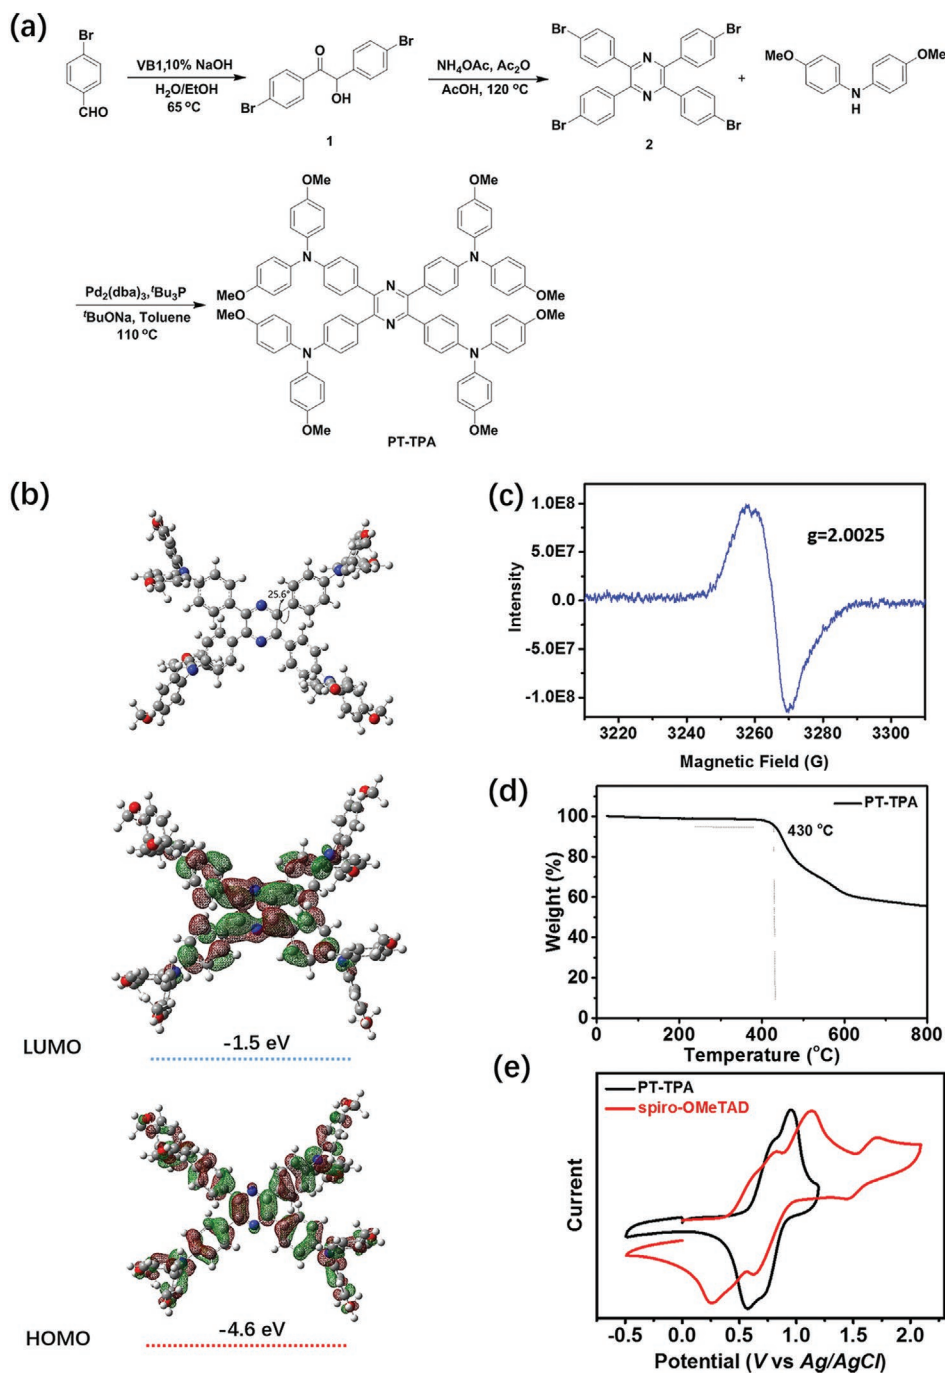 (a)
Br
CHO
VB1,10% NaOH
H₂O/EtOH
65 °C
O
Br
Br
OH
1
NH₄OAc, Ac₂O
AcOH, 120 °C
Br
Br
N
N
Br
Br
2
+
MeO
OMe
N
H
Pd₂(dba)₃,ᵗBu₃P
ᵗBuONa, Toluene
110 °C
OMe
OMe
N
N
MeO
N
OMe
MeO
N
OMe
N
N
OMe
OMe
PT-TPA
(b)
25.6°
LUMO
-1.5 eV
HOMO
-4.6 eV
(c)
1.0E8
5.0E7
0.0
-5.0E7
-1.0E8
Intensity
g=2.0025
3220
3240
3260
3280
3300
Magnetic Field (G)
(d)
PT-TPA
430 °C
100
80
60
40
20
0
Weight (%)
0
200
400
600
800
Temperature (°C)
(e)
PT-TPA
spiro-OMeTAD
Current
-0.5
0.0
0.5
1.0
1.5
2.0
Potential (V vs Ag/AgCl)